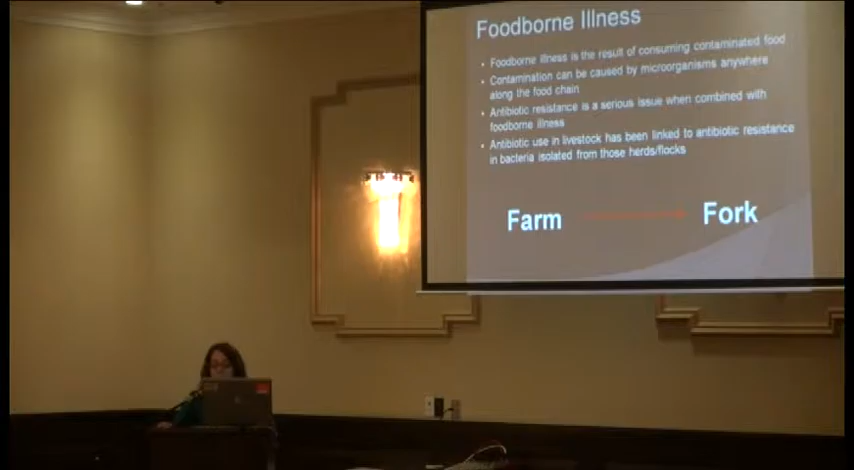 Foodborne Illness
• Foodborne illness is the result of consuming contaminated food
• Contamination can be caused by microorganisms anywhere
along the food chain
• Antibiotic resistance is a serious issue when combined with
foodborne illness
• Antibiotic use in livestock has been linked to antibiotic resistance
in bacteria isolated from those herds/flocks
Farm Fork